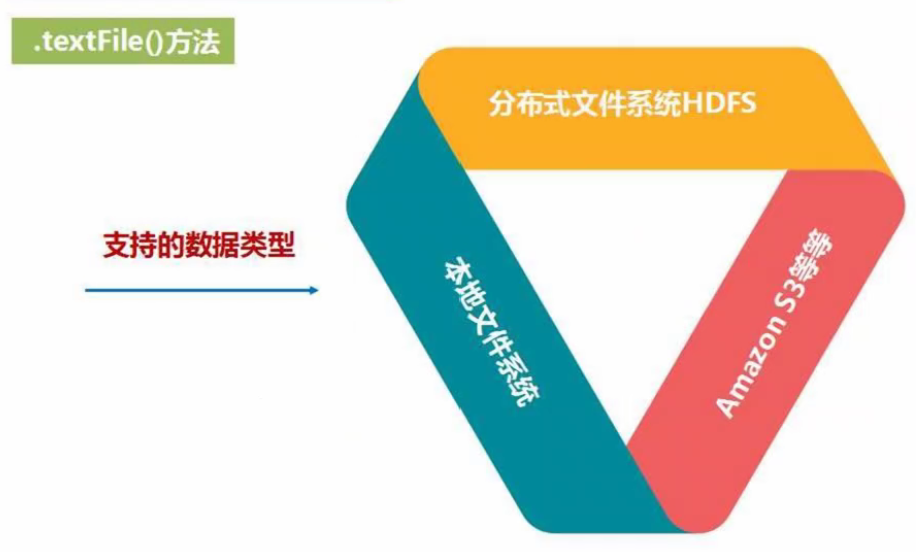 .textFile()方法
分布式文件系统HDFS
支持的数据类型
本地文件系统
Amazon S3等等